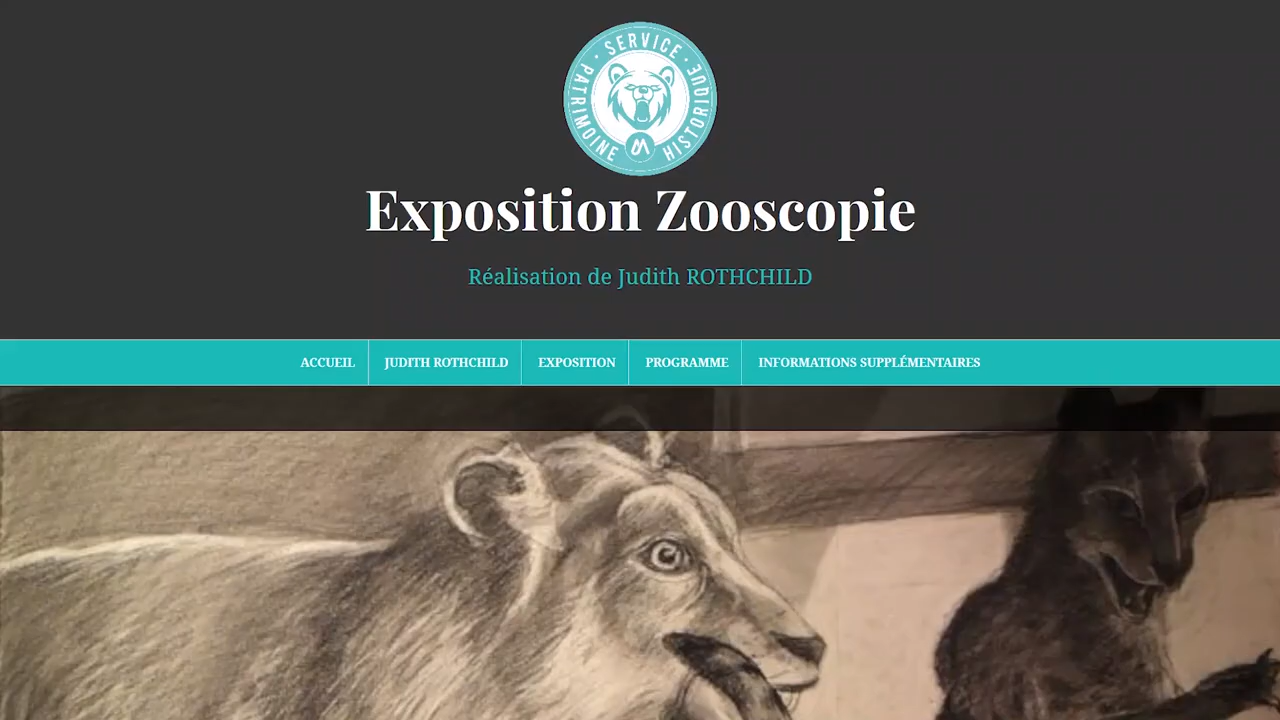 · SERVICE ·
PATRIMOINE
HISTORIQUE
Exposition Zooscopie
Réalisation de Judith ROTHCHILD
ACCUEIL JUDITH ROTHCHILD EXPOSITION PROGRAMME INFORMATIONS SUPPLÉMENTAIRES